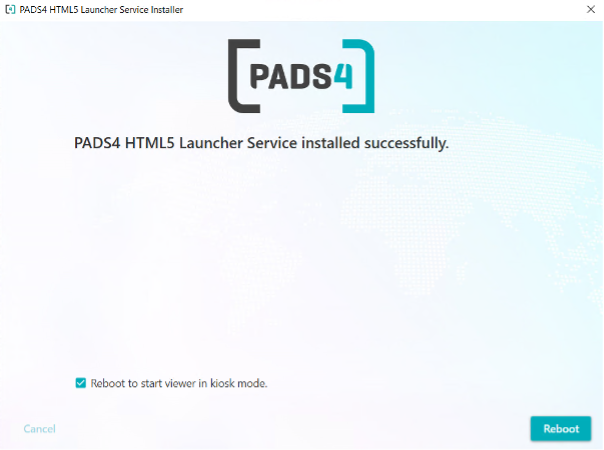 PADS4 HTML5 Launcher Service Installer
PADS4
PADS4 HTML5 Launcher Service installed successfully.
Reboot to start viewer in kiosk mode.
Cancel
Reboot